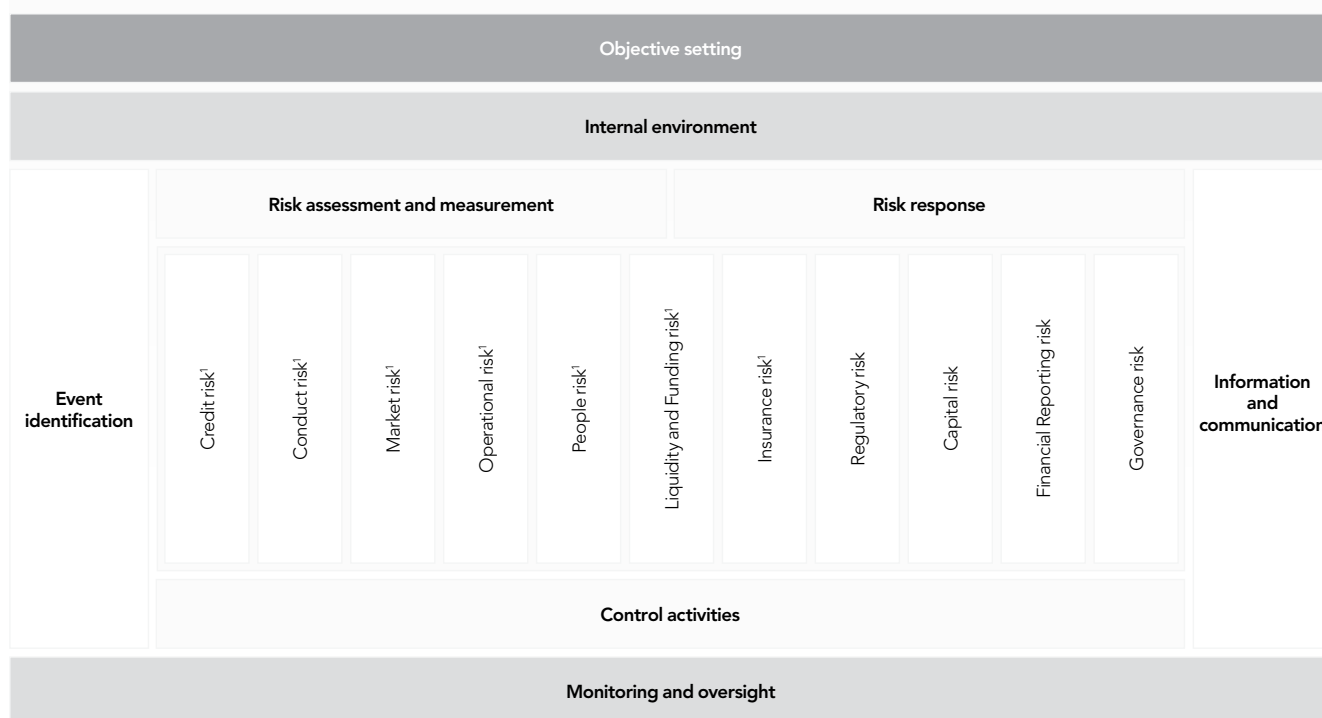 Objective setting
Internal environment
Risk assessment and measurement
Risk response
Event
identification
Credit risk¹
Conduct risk¹
Market risk¹
Operational risk¹
People risk¹
Liquidity and Funding risk¹
Insurance risk¹
Regulatory risk
Capital risk
Financial Reporting risk
Governance risk
Information
and
communication
Control activities
Monitoring and oversight